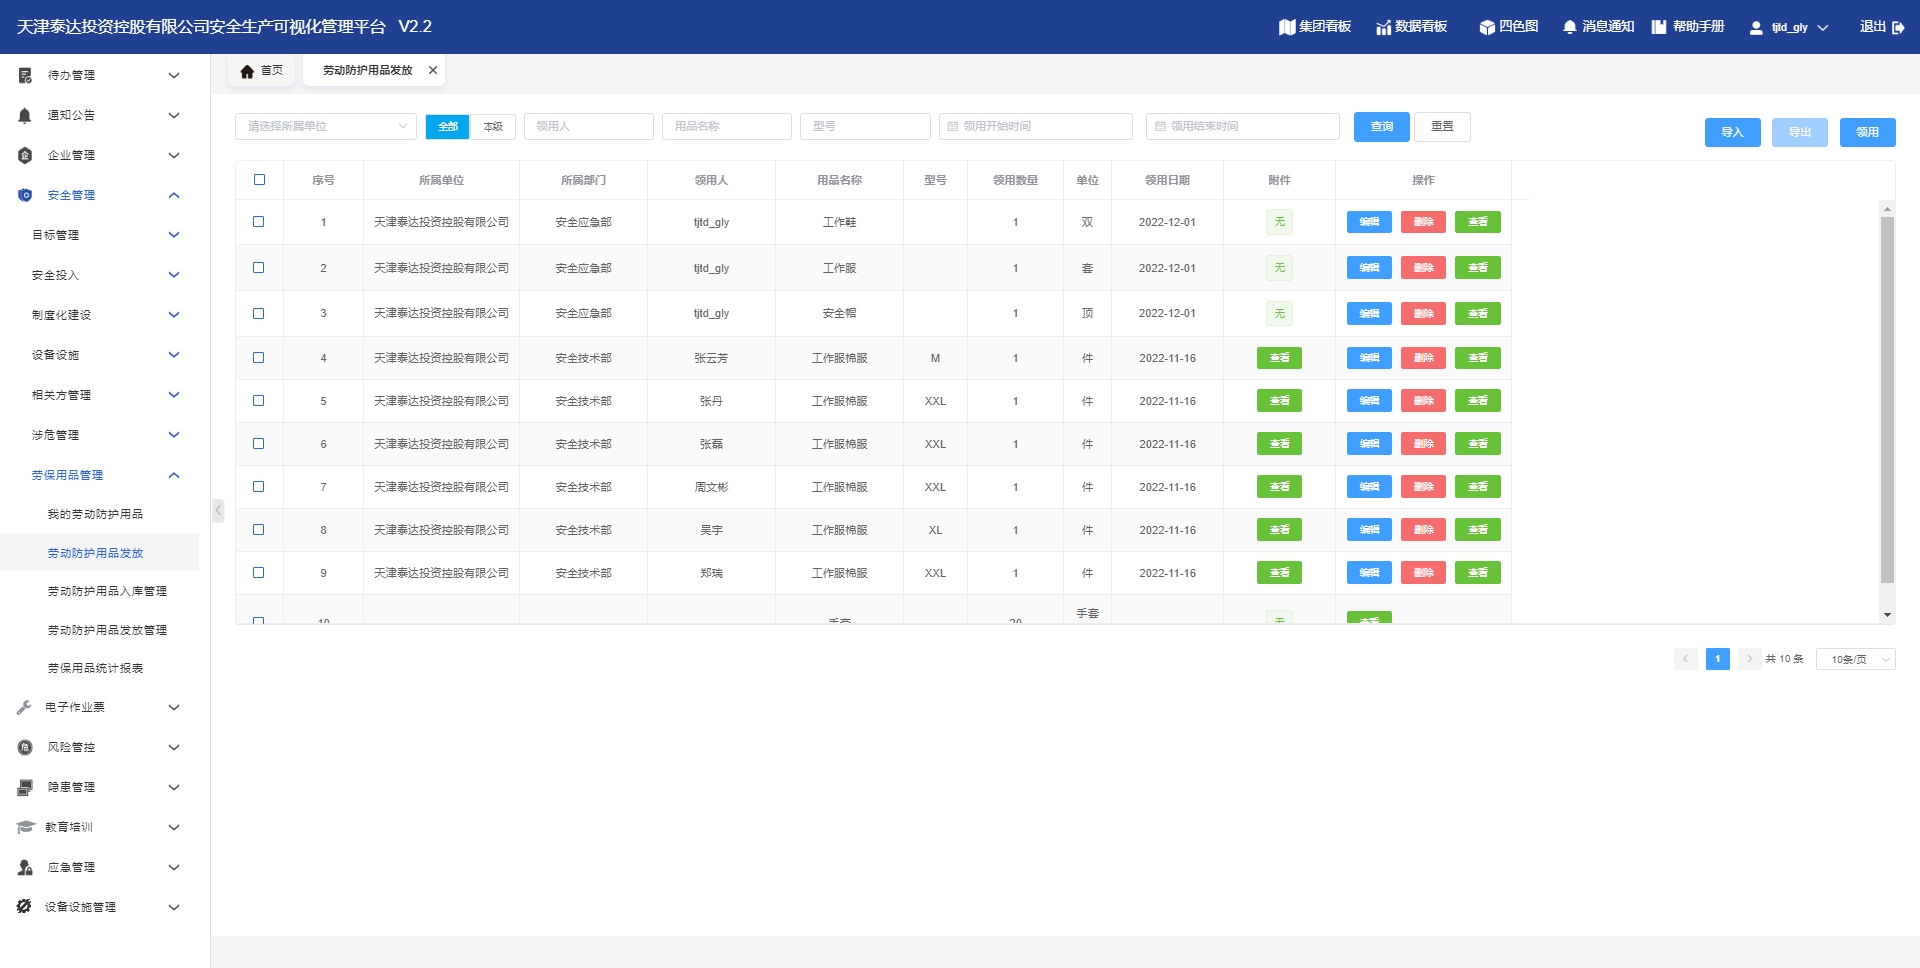 天津泰达投资控股有限公司安全生产可视化管理平台 V2.2
集团看板 数据看板 四色图 消息通知 帮助手册 tjtd_gly 退出
待办管理
通知公告
企业管理
安全管理
目标管理
安全投入
制度化建设
设备设施
相关方管理
涉危管理
劳保用品管理
我的劳动防护用品
劳动防护用品发放
劳动防护用品入库管理
劳动防护用品发放管理
劳保用品统计报表
电子作业票
风险管控
隐患管理
教育培训
应急管理
设备设施管理
首页 劳动防护用品发放
请选择所属单位 全部 本级 领用人 用品名称 型号 领用开始时间 领用结束时间 查询 重置 导入 导出 领用
序号 所属单位 所属部门 领用人 用品名称 型号 领用数量 单位 领用日期 附件 操作
1 天津泰达投资控股有限公司 安全应急部 tjtd_gly 工作鞋 1 双 2022-12-01 无 编辑 删除 查看
2 天津泰达投资控股有限公司 安全应急部 tjtd_gly 工作服 1 套 2022-12-01 无 编辑 删除 查看
3 天津泰达投资控股有限公司 安全应急部 tjtd_gly 安全帽 1 顶 2022-12-01 无 编辑 删除 查看
4 天津泰达投资控股有限公司 安全技术部 张云芳 工作服棉服 M 1 件 2022-11-16 查看 编辑 删除 查看
5 天津泰达投资控股有限公司 安全技术部 张丹 工作服棉服 XXL 1 件 2022-11-16 查看 编辑 删除 查看
6 天津泰达投资控股有限公司 安全技术部 张磊 工作服棉服 XXL 1 件 2022-11-16 查看 编辑 删除 查看
7 天津泰达投资控股有限公司 安全技术部 周文彬 工作服棉服 XXL 1 件 2022-11-16 查看 编辑 删除 查看
8 天津泰达投资控股有限公司 安全技术部 吴宇 工作服棉服 XL 1 件 2022-11-16 查看 编辑 删除 查看
9 天津泰达投资控股有限公司 安全技术部 郑瑞 工作服棉服 XXL 1 件 2022-11-16 查看 编辑 删除 查看
10 手套 20 手套 无 查看
1 共 10 条 10条/页